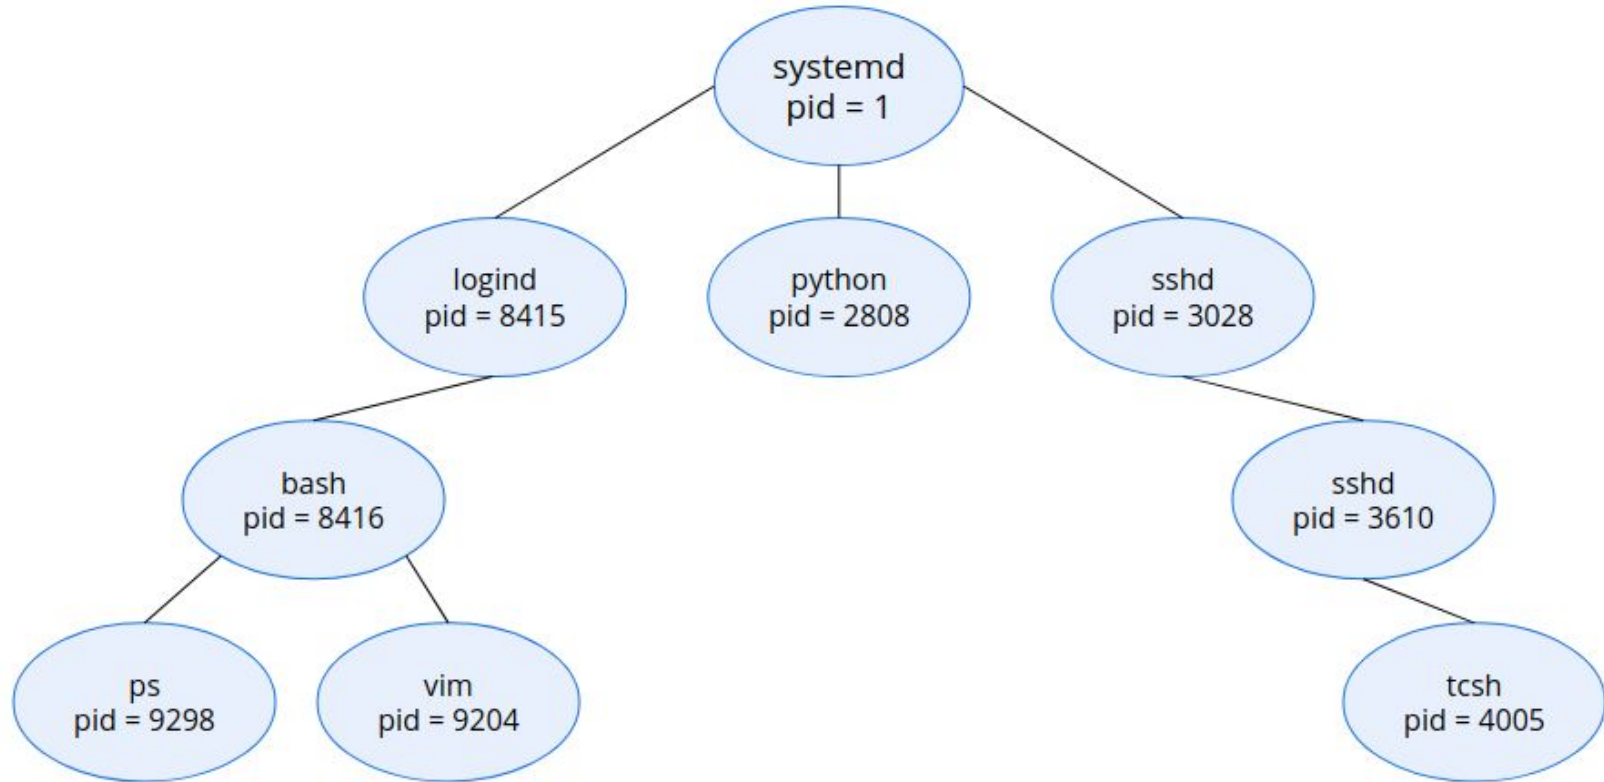 systemd
pid = 1
logind
pid = 8415
python
pid = 2808
sshd
pid = 3028
bash
pid = 8416
sshd
pid = 3610
ps
pid = 9298
vim
pid = 9204
tcsh
pid = 4005